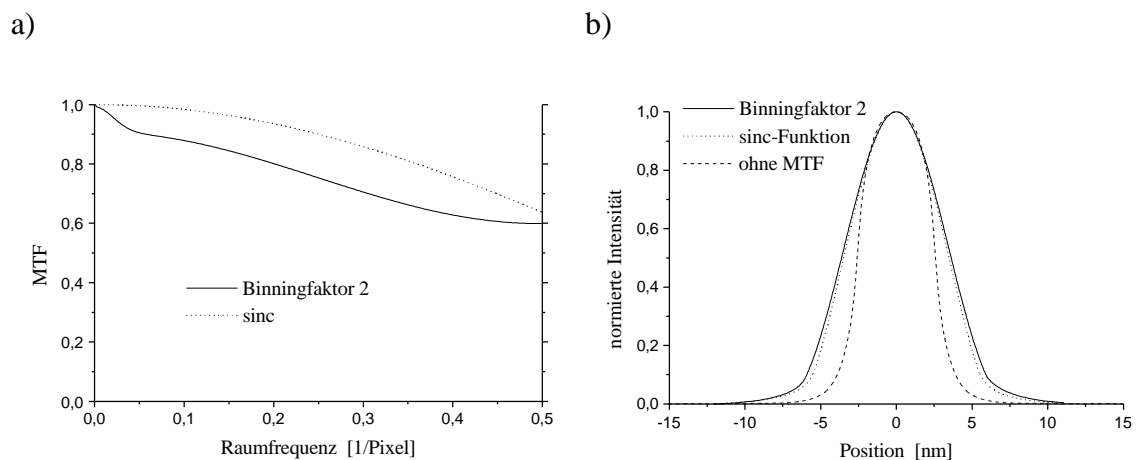 a)
1,0
0,8
0,6
0,4
0,2
0,0
MTF
Binningfaktor 2
sinc
0,0
0,1
0,2
0,3
0,4
0,5
Raumfrequenz [1/Pixel]
b)
1,0
0,8
0,6
0,4
0,2
0,0
normierte Intensität
Binningfaktor 2
sinc-Funktion
ohne MTF
-15
-10
-5
0
5
10
15
Position [nm]